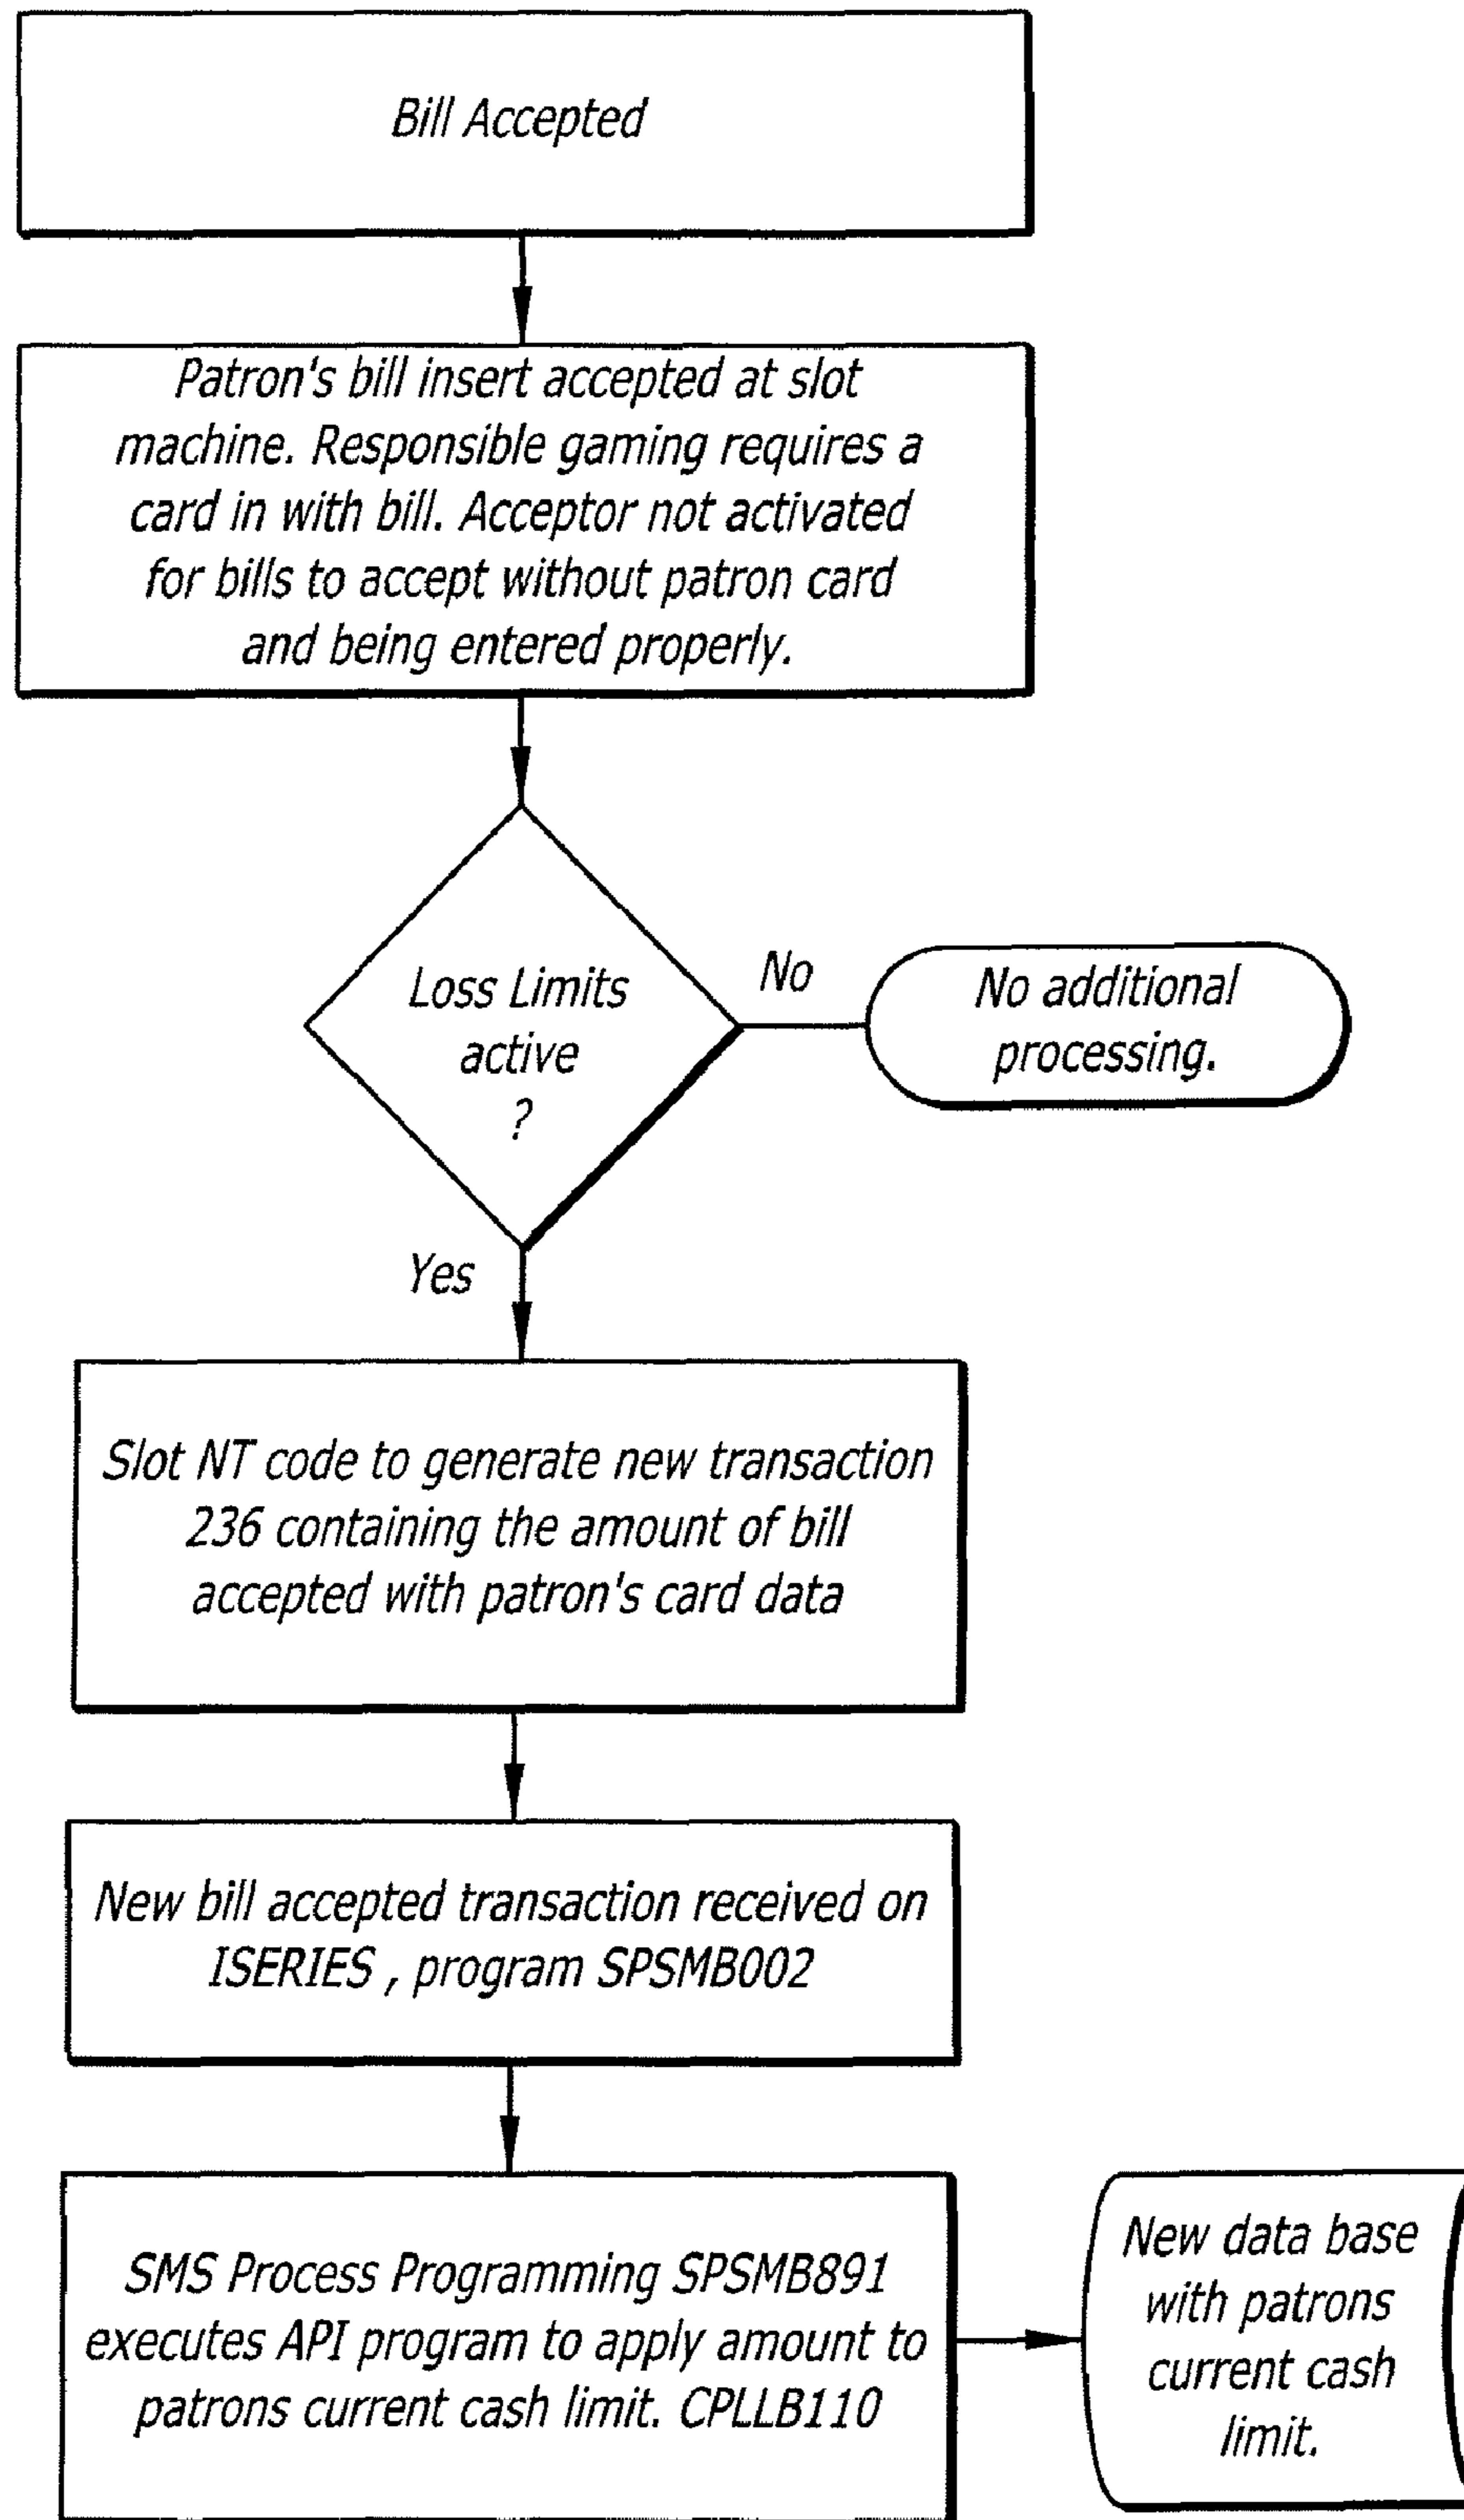 Bill Accepted
Patron's bill insert accepted at slot
machine. Responsible gaming requires a
card in with bill. Acceptor not activated
for bills to accept without patron card
and being entered properly.
Loss Limits
active
?
No
No additional
processing.
Yes
Slot NT code to generate new transaction
236 containing the amount of bill
accepted with patron's card data
New bill accepted transaction received on
ISERIES , program SPSMB002
SMS Process Programming SPSMB891
executes API program to apply amount to
patrons current cash limit. CPLLB110
New data base
with patrons
current cash
limit.